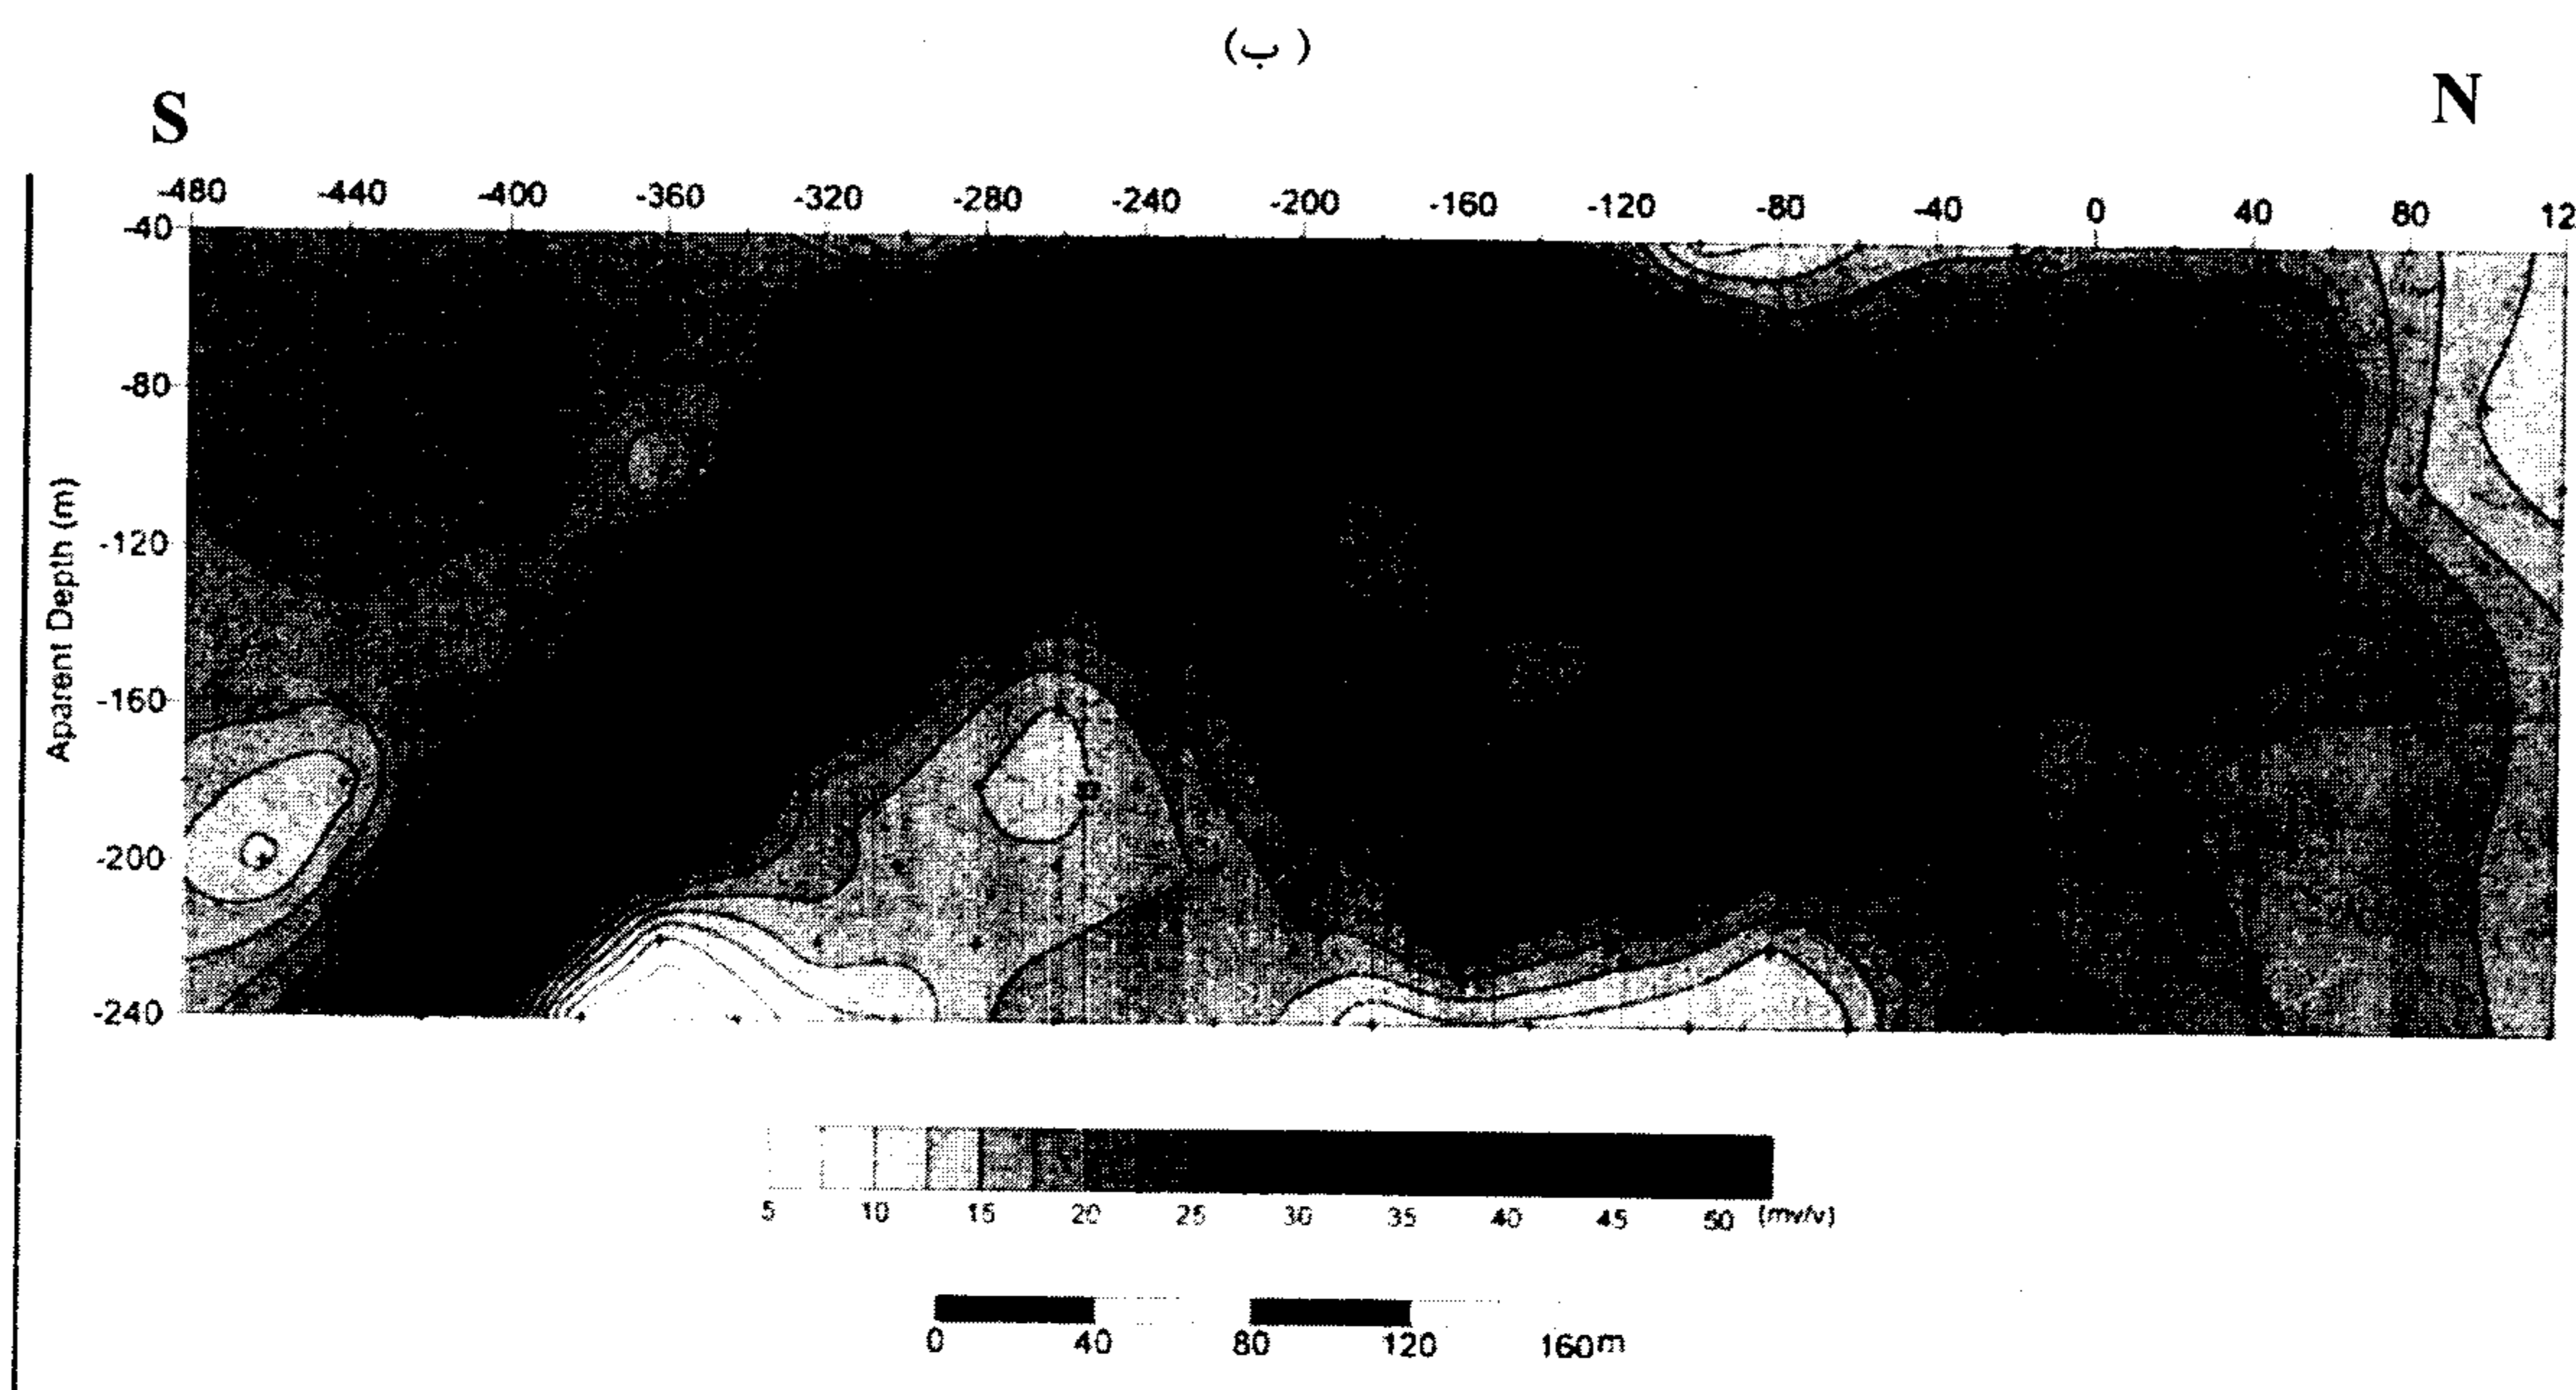 (ب)
S N
-480 -440 -400 -360 -320 -280 -240 -200 -160 -120 -80 -40 0 40 80 12
-40
-80
-120
-160
-200
-240
Aparent Depth (m)
5 10 15 20 25 30 35 40 45 50 (mv/v)
0 40 80 120 160m